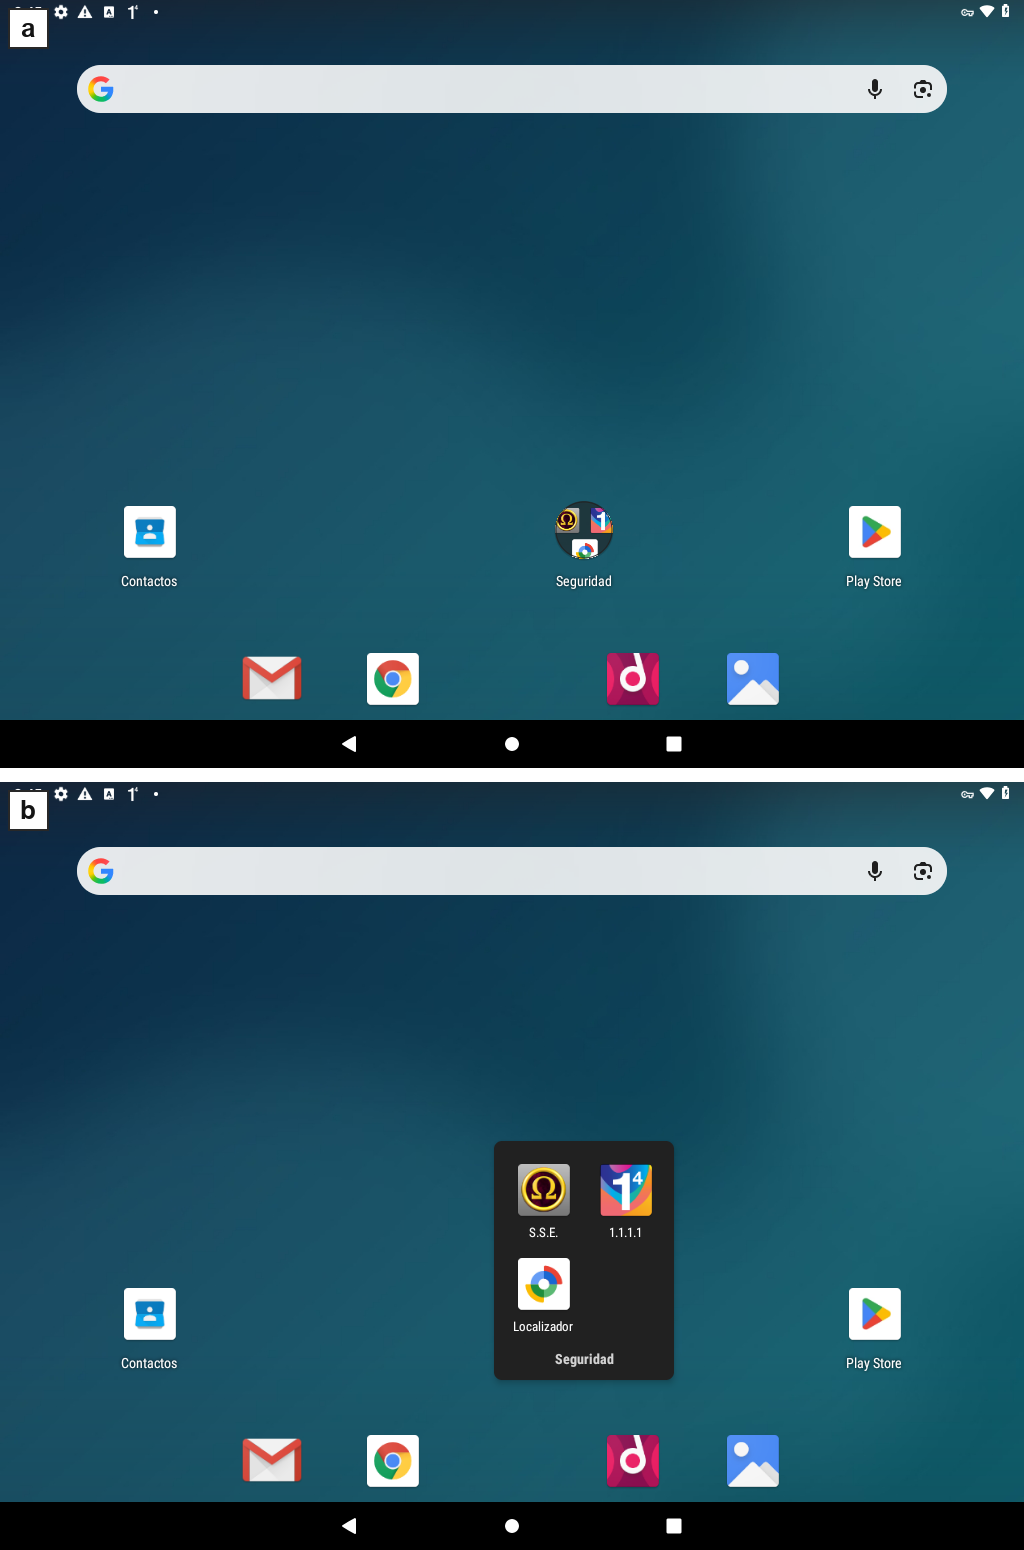 a
Contactos
Seguridad
Play Store
b
S.S.E.
1.1.1.1
Localizador
Seguridad
Contactos
Play Store